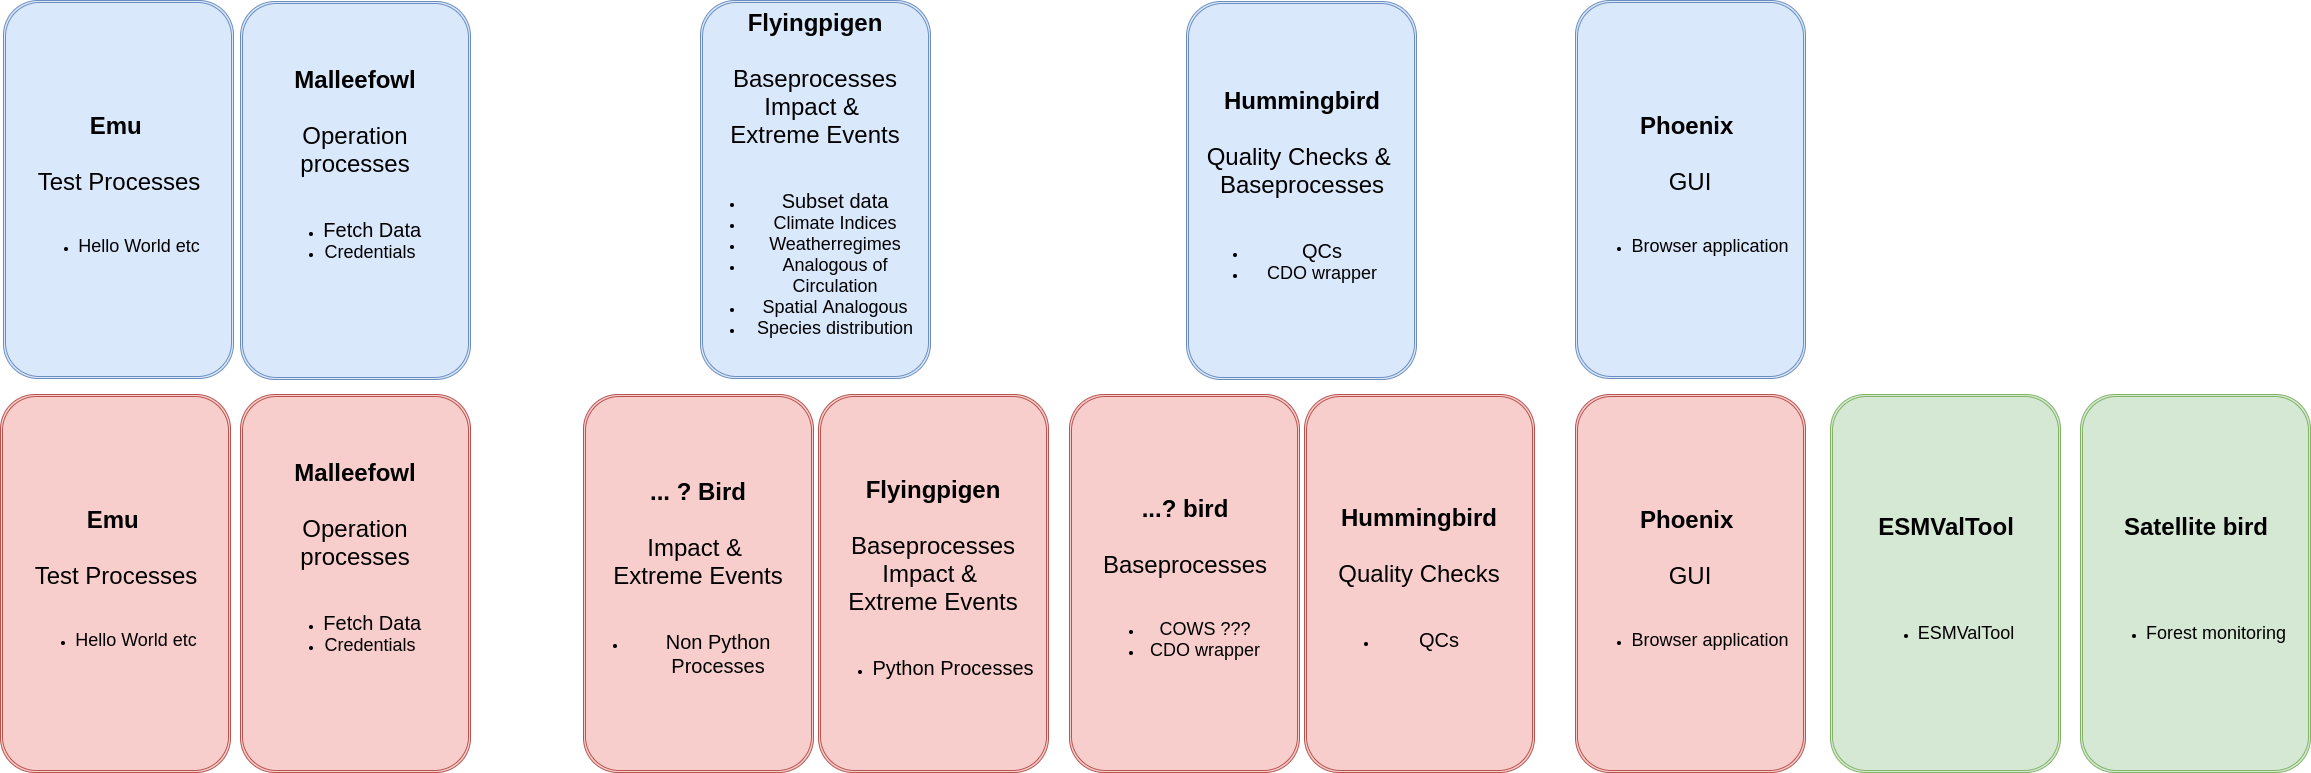 Emu
Test Processes
• Hello World etc
Malleefowl
Operation
processes
• Fetch Data
• Credentials
Flyingpigen
Baseprocesses
Impact &
Extreme Events
• Subset data
• Climate Indices
• Weatherregimes
• Analogous of
Circulation
• Spatial Analogous
• Species distribution
Hummingbird
Quality Checks &
Baseprocesses
• QCs
• CDO wrapper
Phoenix
GUI
• Browser application
Emu
Test Processes
• Hello World etc
Malleefowl
Operation
processes
• Fetch Data
• Credentials
... ? Bird
Impact &
Extreme Events
• Non Python
Processes
Flyingpigen
Baseprocesses
Impact &
Extreme Events
• Python Processes
...? bird
Baseprocesses
• COWS ???
• CDO wrapper
Hummingbird
Quality Checks
• QCs
Phoenix
GUI
• Browser application
ESMValTool
• ESMValTool
Satellite bird
• Forest monitoring